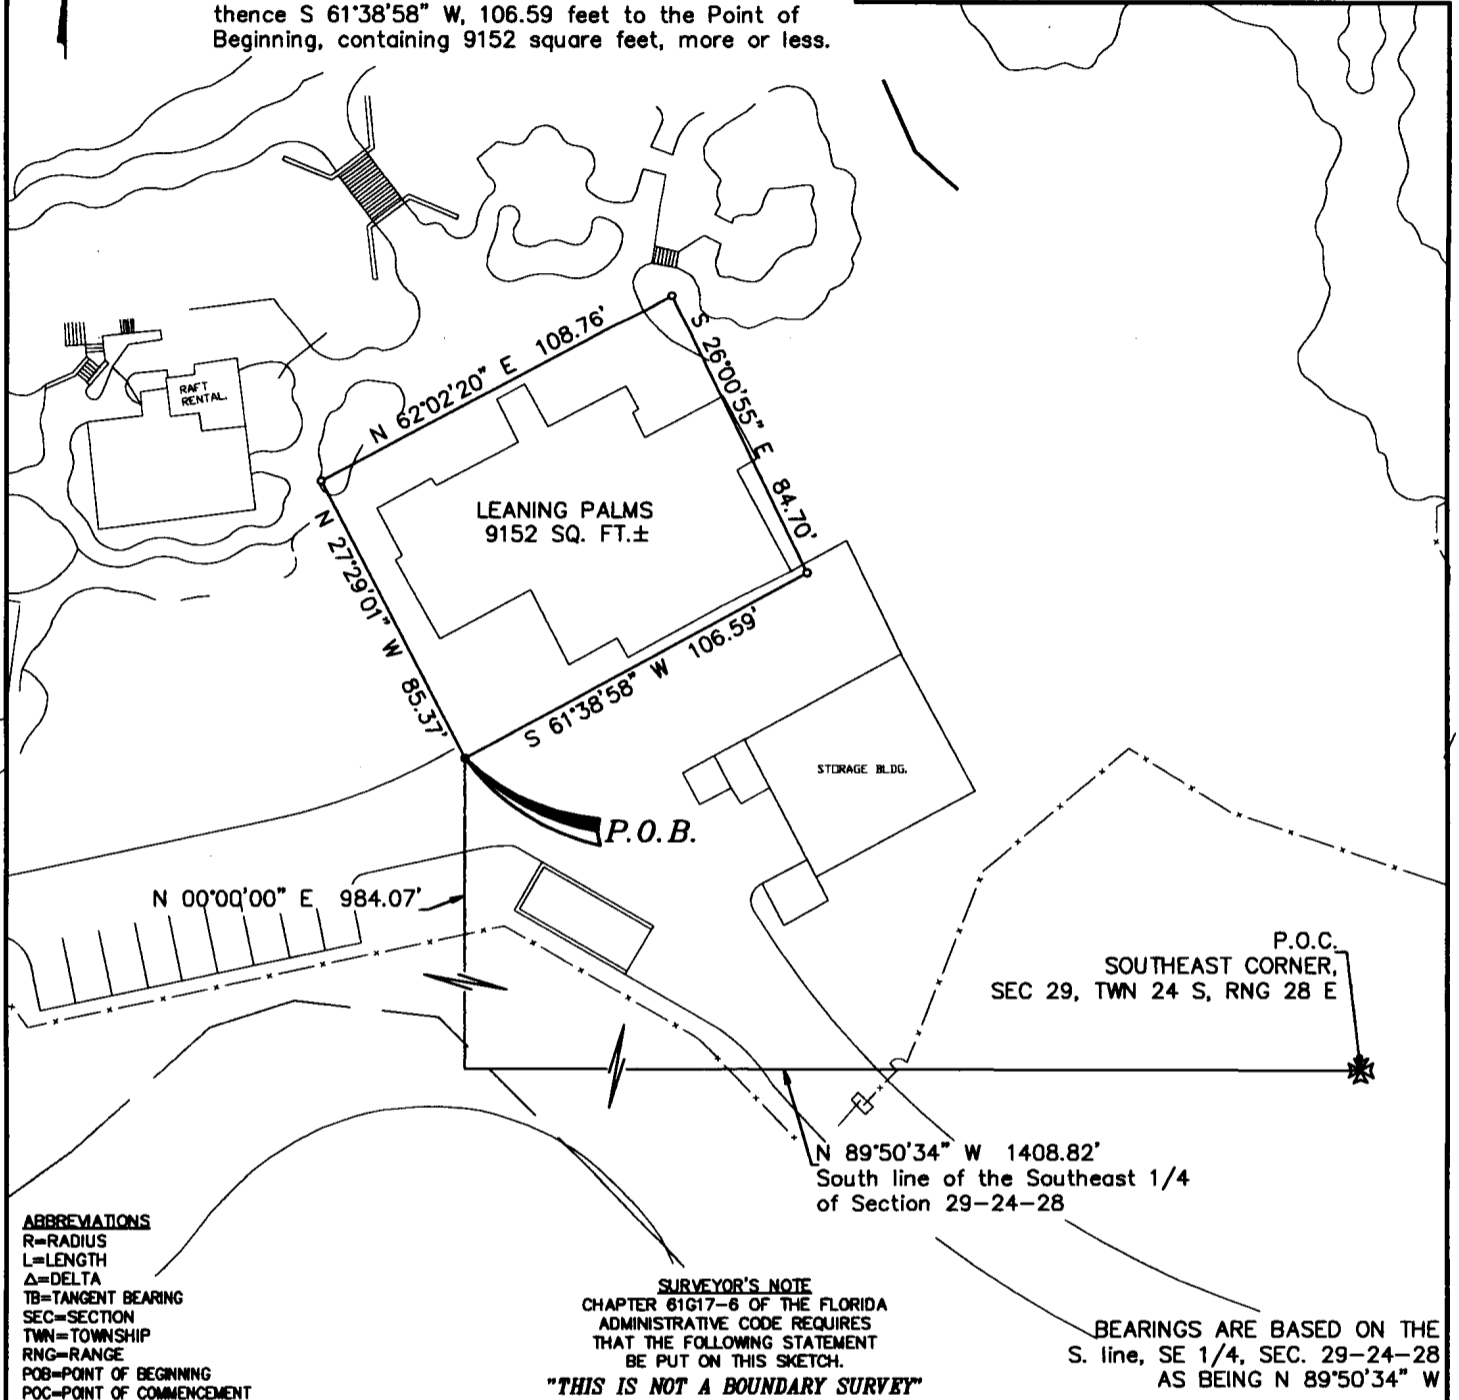 thence S 61°38'58" W, 106.59 feet to the Point of
Beginning, containing 9152 square feet, more or less.
N 62°02'20" E 108.76'
S 26°00'55" E 84.70'
RAFT
RENTAL
LEANING PALMS
9152 SQ. FT.±
N 27°29'01" W 85.37'
S 61°38'58" W 106.59'
STORAGE BLDG.
P.O.B.
N 00°00'00" E 984.07'
P.O.C.
SOUTHEAST CORNER,
SEC 29, TWN 24 S, RNG 28 E
N 89°50'34" W 1408.82'
South line of the Southeast 1/4
of Section 29-24-28
ABBREVIATIONS
R=RADIUS
L=LENGTH
Δ=DELTA
TB=TANGENT BEARING
SEC=SECTION
TWN=TOWNSHIP
RNG=RANGE
POB=POINT OF BEGINNING
POC=POINT OF COMMENCEMENT
SURVEYOR'S NOTE
CHAPTER 61G17-6 OF THE FLORIDA
ADMINISTRATIVE CODE REQUIRES
THAT THE FOLLOWING STATEMENT
BE PUT ON THIS SKETCH.
"THIS IS NOT A BOUNDARY SURVEY"
BEARINGS ARE BASED ON THE
S. line, SE 1/4, SEC. 29-24-28
AS BEING N 89°50'34" W